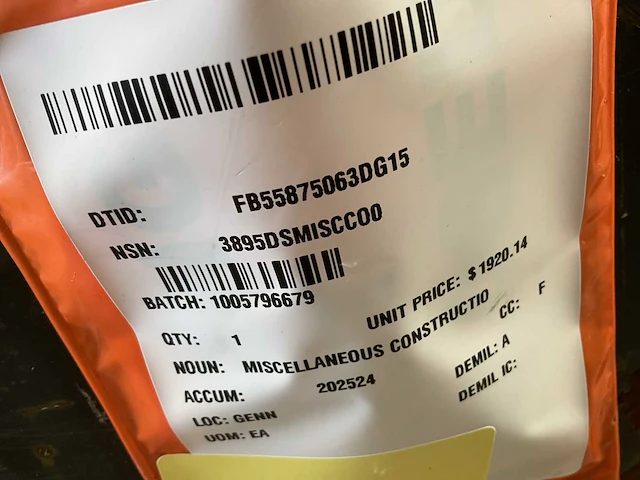 DTID: FB55875063DG15
NSN: 3895DSMISCC00
BATCH: 1005796679
QTY: 1 UNIT PRICE: $ 1920.14
NOUN: MISCELLANEOUS CONSTRUCTIO CC: F
ACCUM: 202524 DEMIL: A
LOC: GENN DEMIL IC:
UOM: EA